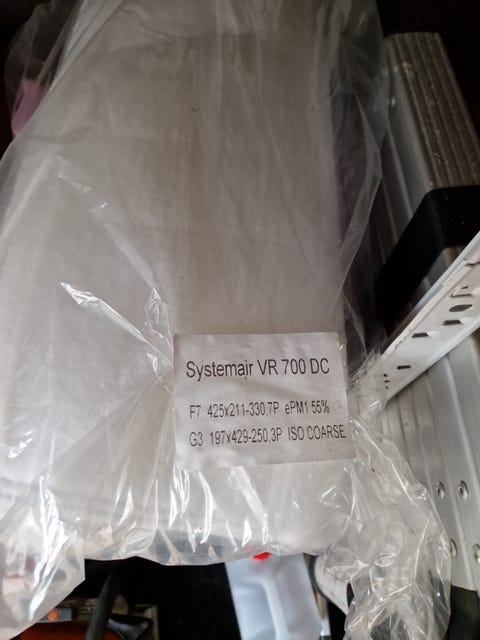 Systemair VR 700 DC
F7 425x211-330,7P ePM1 55%
G3 197x429-250,3P ISO COARSE